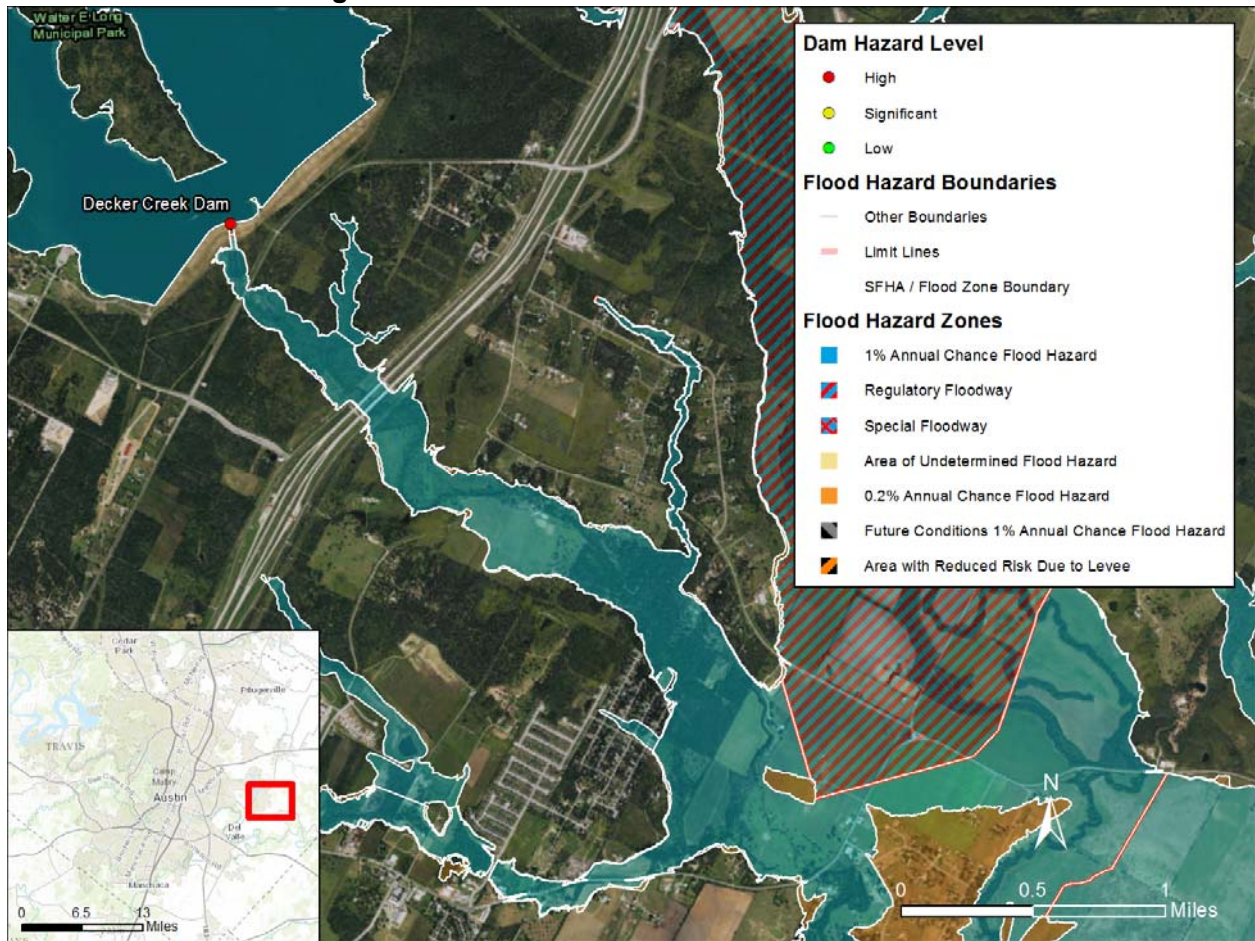 Walter E Long
Municipal Park
Decker Creek Dam
Dam Hazard Level
High
Significant
Low
Flood Hazard Boundaries
Other Boundaries
Limit Lines
SFHA / Flood Zone Boundary
Flood Hazard Zones
1% Annual Chance Flood Hazard
Regulatory Floodway
Special Floodway
Area of Undetermined Flood Hazard
0.2% Annual Chance Flood Hazard
Future Conditions 1% Annual Chance Flood Hazard
Area with Reduced Risk Due to Levee
Cedar
Park
Pflugerville
TRAVIS
Camp
Mabry
Austin
Del
Valle
Manchaca
0 6.5 13
Miles
N
0 0.5 1
Miles